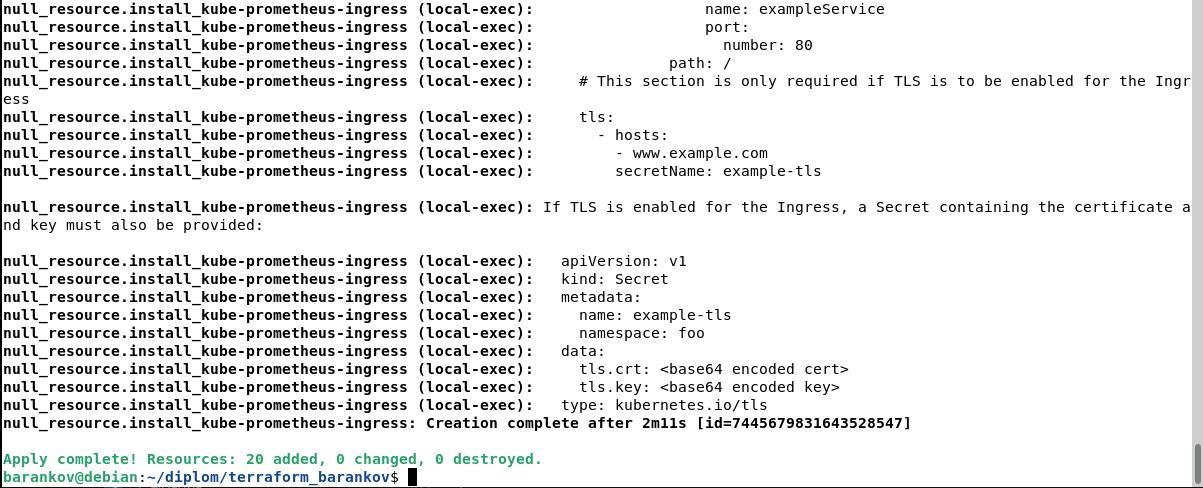 null_resource.install_kube-prometheus-ingress (local-exec):                   name: exampleService
null_resource.install_kube-prometheus-ingress (local-exec):                   port:
null_resource.install_kube-prometheus-ingress (local-exec):                     number: 80
null_resource.install_kube-prometheus-ingress (local-exec):               path: /
null_resource.install_kube-prometheus-ingress (local-exec):     # This section is only required if TLS is to be enabled for the Ingr
ess
null_resource.install_kube-prometheus-ingress (local-exec):     tls:
null_resource.install_kube-prometheus-ingress (local-exec):       - hosts:
null_resource.install_kube-prometheus-ingress (local-exec):         - www.example.com
null_resource.install_kube-prometheus-ingress (local-exec):         secretName: example-tls
null_resource.install_kube-prometheus-ingress (local-exec): If TLS is enabled for the Ingress, a Secret containing the certificate a
nd key must also be provided:
null_resource.install_kube-prometheus-ingress (local-exec):   apiVersion: v1
null_resource.install_kube-prometheus-ingress (local-exec):   kind: Secret
null_resource.install_kube-prometheus-ingress (local-exec):   metadata:
null_resource.install_kube-prometheus-ingress (local-exec):     name: example-tls
null_resource.install_kube-prometheus-ingress (local-exec):     namespace: foo
null_resource.install_kube-prometheus-ingress (local-exec):   data:
null_resource.install_kube-prometheus-ingress (local-exec):     tls.crt: <base64 encoded cert>
null_resource.install_kube-prometheus-ingress (local-exec):     tls.key: <base64 encoded key>
null_resource.install_kube-prometheus-ingress (local-exec):   type: kubernetes.io/tls
null_resource.install_kube-prometheus-ingress: Creation complete after 2m11s [id=7445679831643528547]
Apply complete! Resources: 20 added, 0 changed, 0 destroyed.
barankov@debian:~/diplom/terraform_barankov$